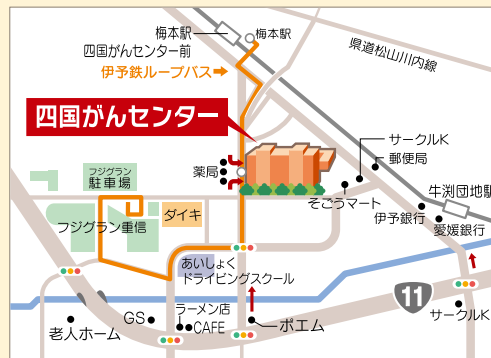 梅本駅
梅本駅
四国がんセンター前
伊予鉄ループバス
県道松山川内線
四国がんセンター
サークルK
郵便局
薬局
フジグラン
駐車場
そごうマート
牛渕団地駅
ダイキ
伊予銀行
フジグラン重信
愛媛銀行
あいしょく
ドライビングスクール
11
ラーメン店
GS
CAFE
ポエム
サークルK
老人ホーム